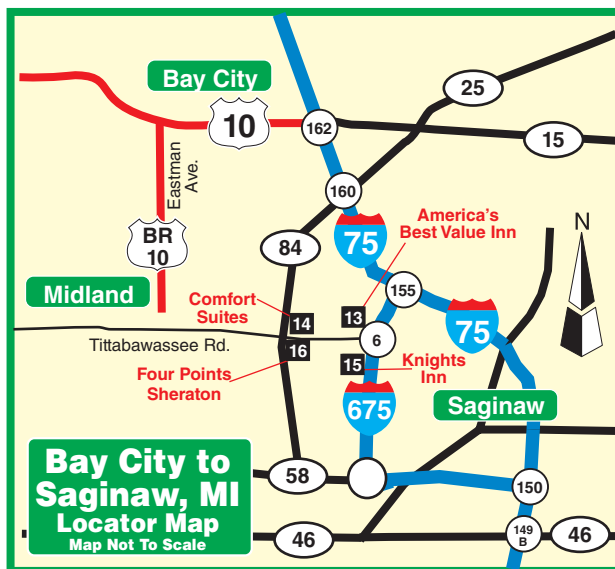 25
Bay City
10
162
15
Eastman
Ave.
160
America's
Best Value Inn
75
N
BR
10
84
Midland
155
Comfort
Suites
13
14
75
Tittabawassee Rd.
6
16
15
Knights
Inn
Four Points
Sheraton
675
Saginaw
Bay City to
Saginaw, MI
Locator Map
Map Not To Scale
58
150
46
149
B
46